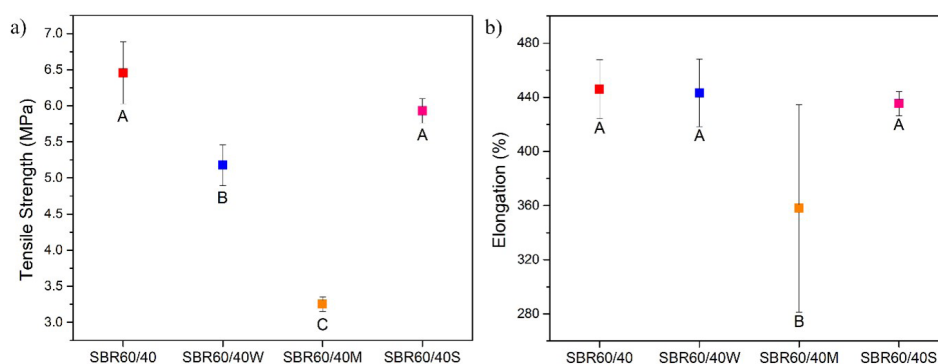 a)
Tensile Strength (MPa)
7.0
6.5
6.0
5.5
5.0
4.5
4.0
3.5
3.0
A
B
C
A
SBR60/40 SBR60/40W SBR60/40M SBR60/40S
b)
Elongation (%)
480
440
400
360
320
280
A
A
B
A
SBR60/40 SBR60/40W SBR60/40M SBR60/40S